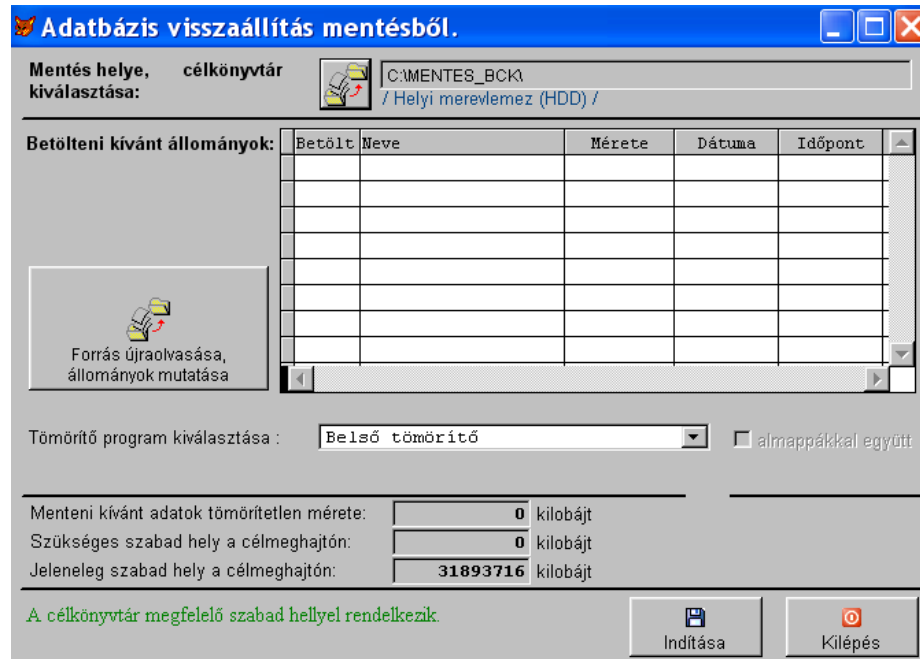 Adatbázis visszaállítás mentésből.
Mentés helye, célkönyvtár
kiválasztása:
C:\MENTES_BCK\
/ Helyi merevlemez (HDD) /
Betölteni kívánt állományok:
Betölt Neve Mérete Dátuma Időpont
Forrás újraolvasása,
állományok mutatása
Tömörítő program kiválasztása :
Belső tömörítő
almappákkal együtt
Menteni kívánt adatok tömörítetlen mérete: 0 kilobájt
Szükséges szabad hely a célmeghajtón: 0 kilobájt
Jeleneleg szabad hely a célmeghajtón: 31893716 kilobájt
A célkönyvtár megfelelő szabad hellyel rendelkezik.
Indítása
Kilépés